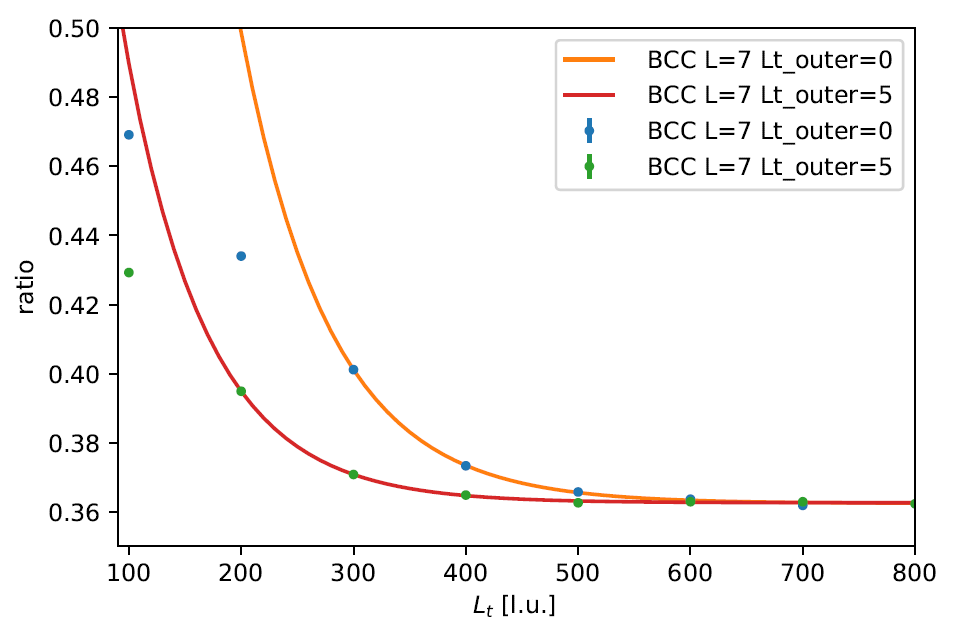 0.50
0.48
0.46
0.44
0.42
0.40
0.38
0.36
ratio
BCC L=7 Lt_outer=0
BCC L=7 Lt_outer=5
BCC L=7 Lt_outer=0
BCC L=7 Lt_outer=5
100 200 300 400 500 600 700 800
L_t [l.u.]